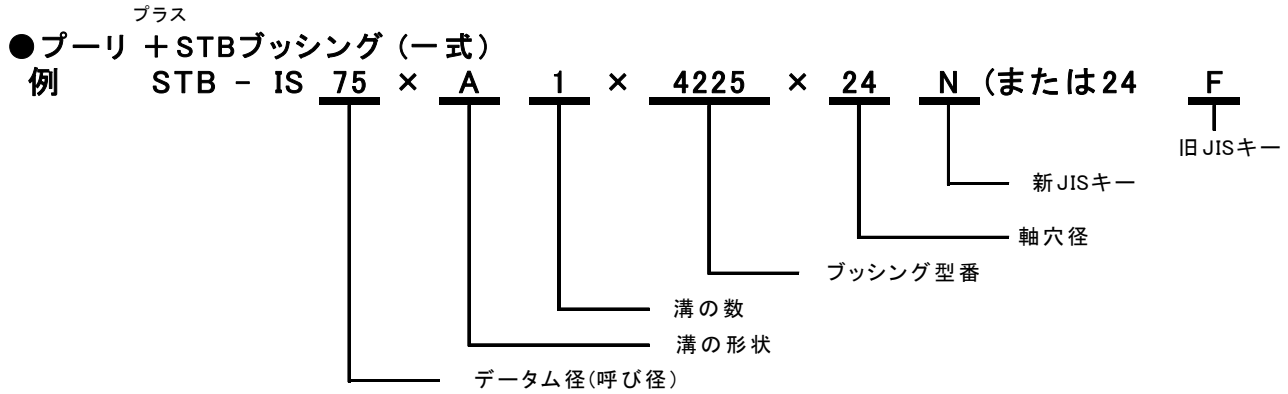 プラス
●プーリ ＋STBブッシング（一式）
例 STB － IS 75 × A 1 × 4225 × 24 N（または24 F
旧JISキー
新JISキー
軸穴径
ブッシング型番
溝の数
溝の形状
データム径(呼び径)